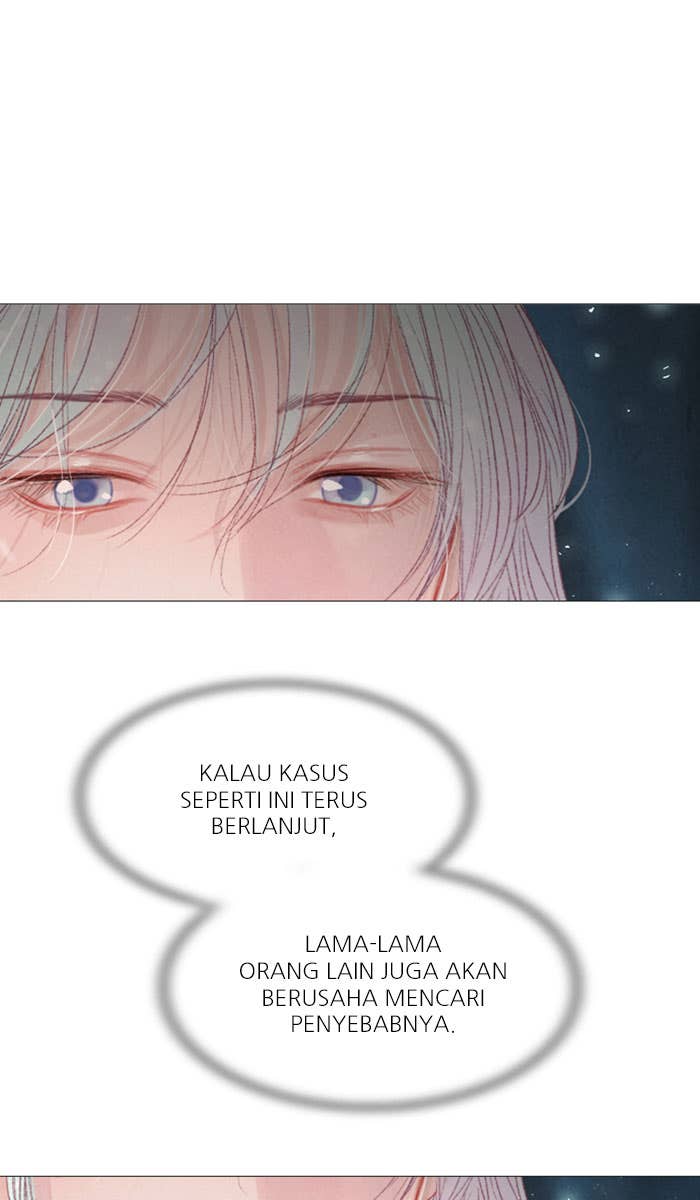 KALAU KASUS
SEPERTI INI TERUS
BERLANJUT,
LAMA-LAMA
ORANG LAIN JUGA AKAN
BERUSAHA MENCARI
PENYEBABNYA.